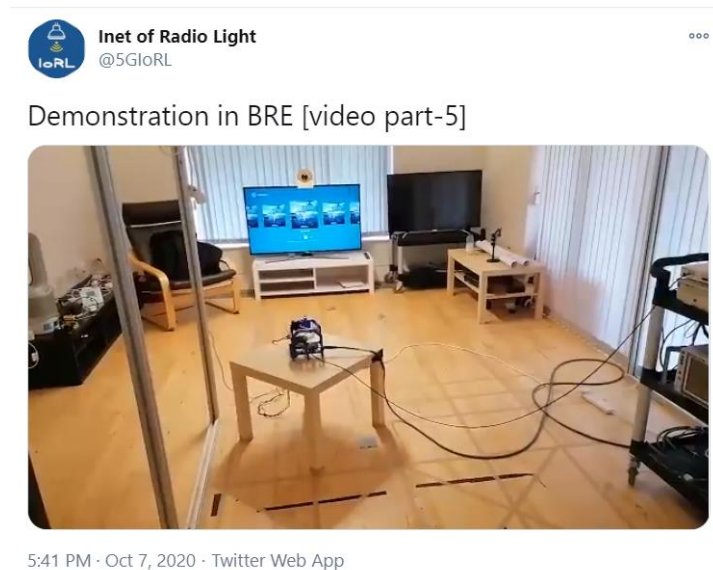 IoRL
Inet of Radio Light
@5GIoRL
Demonstration in BRE [video part-5]
5:41 PM · Oct 7, 2020 · Twitter Web App